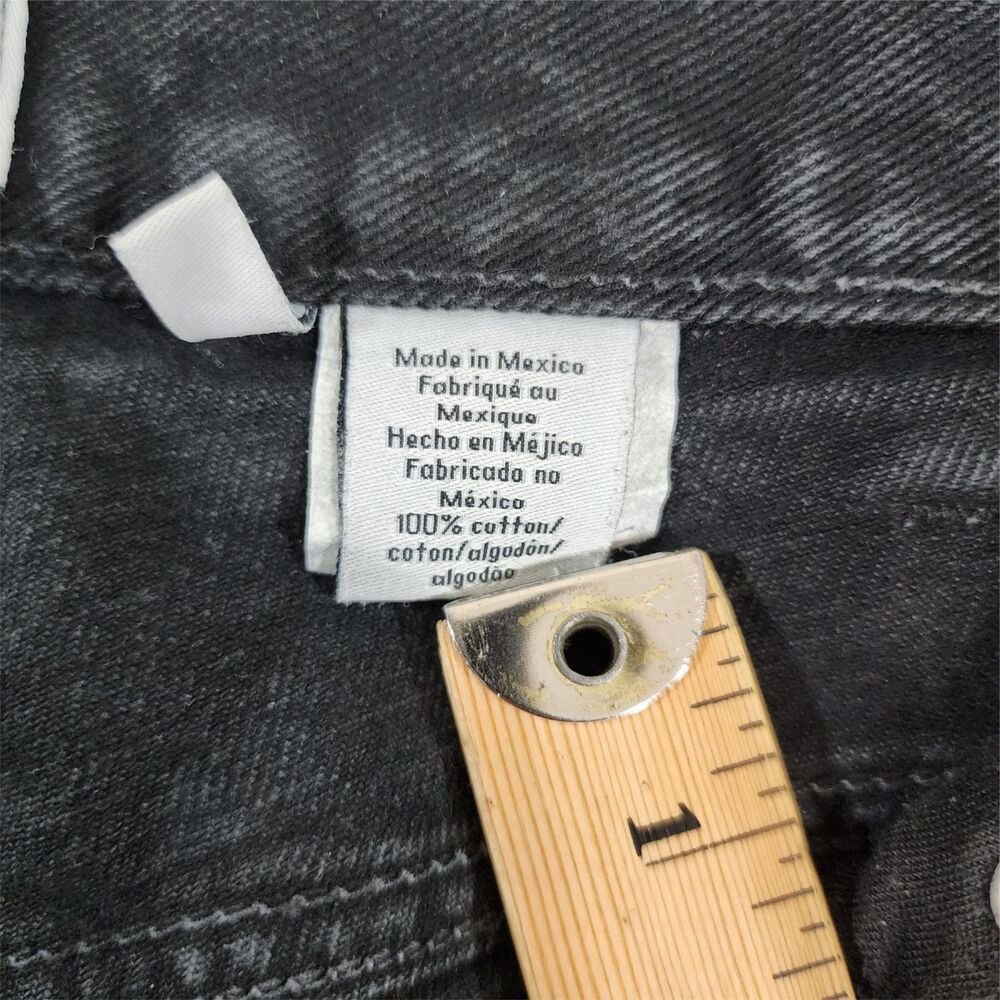 Made in Mexico
Fabriqué au
Mexique
Hecho en Méjico
Fabricado no
México
100% cotton/
coton/algodón/
algodão
1